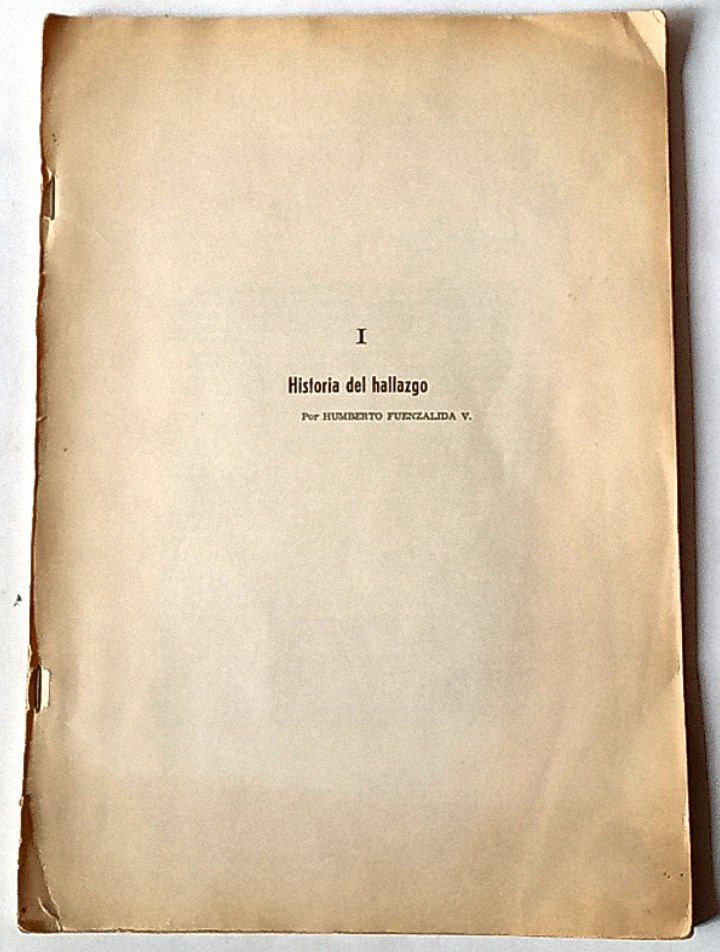 I
Historia del hallazgo
Por HUMBERTO FUENZALIDA V.